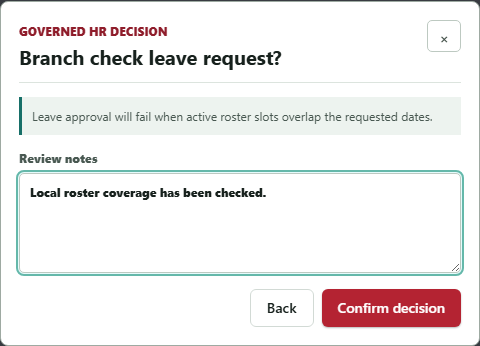 GOVERNED HR DECISION
Branch check leave request?
×
Leave approval will fail when active roster slots overlap the requested dates.
Review notes
Local roster coverage has been checked.
Back
Confirm decision